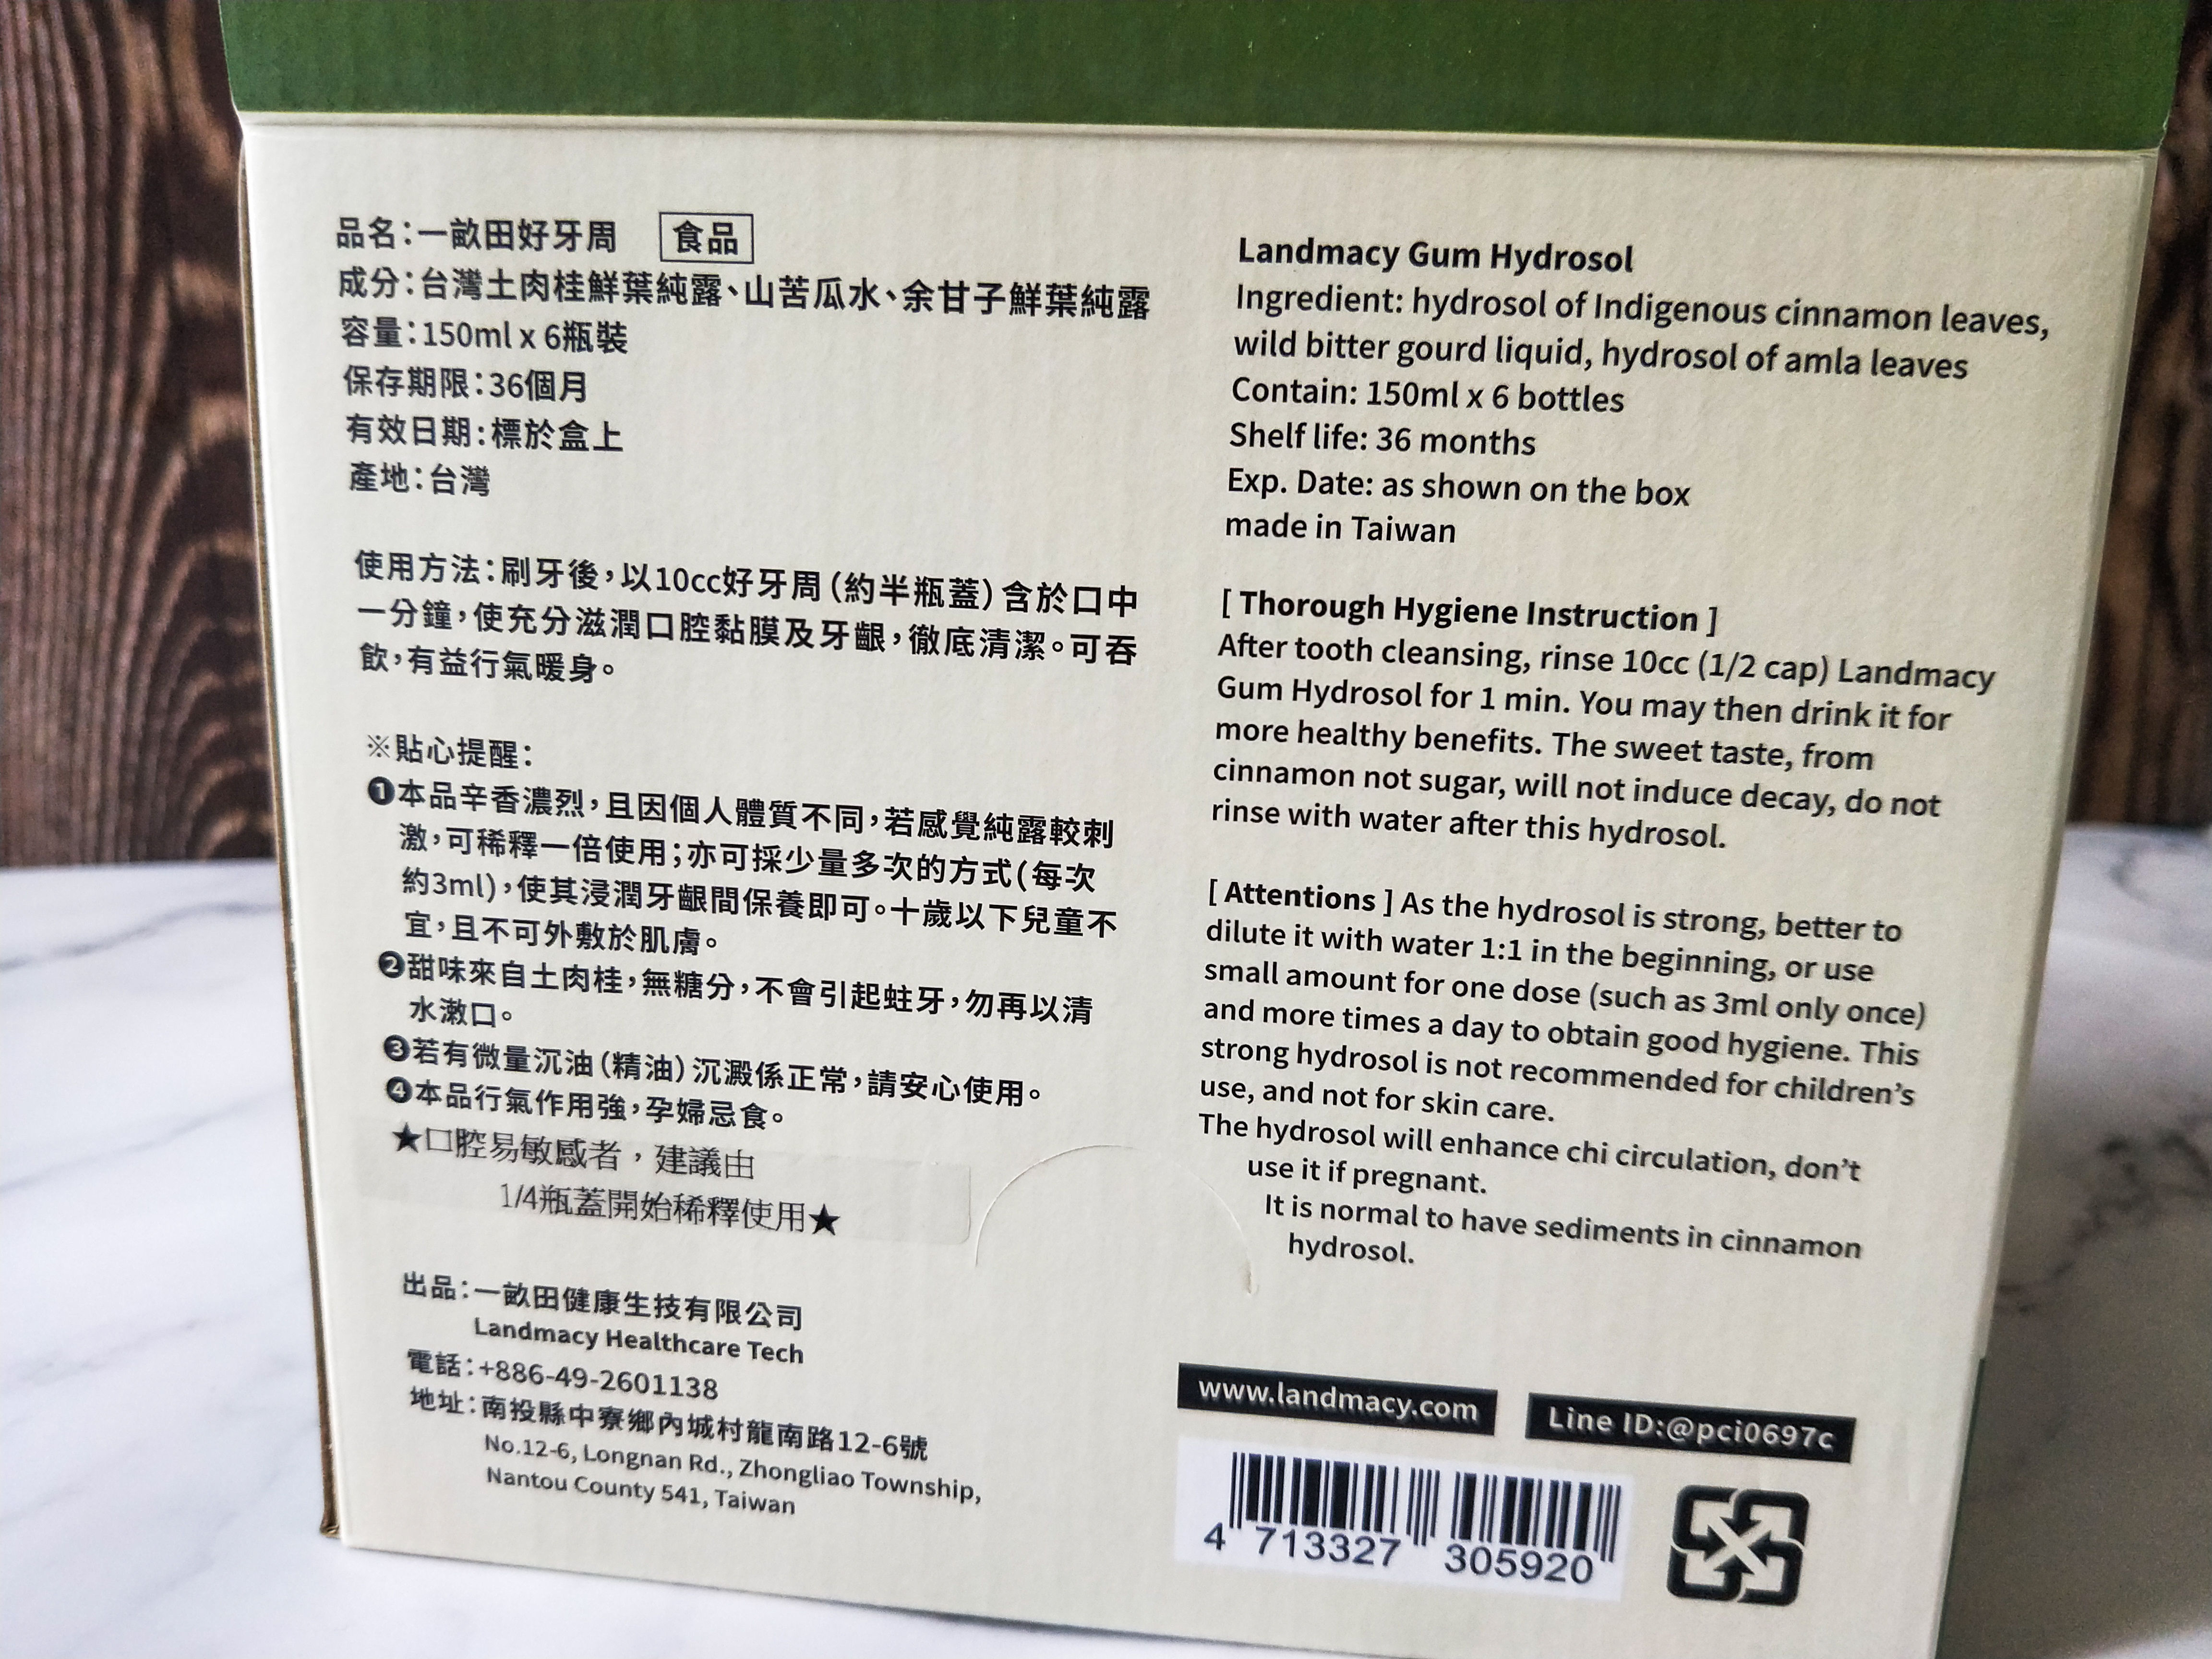 品名：一畝田好牙周 食品
成分：台灣土肉桂鮮葉純露、山苦瓜水、余甘子鮮葉純露
容量：150ml x 6瓶裝
保存期限：36個月
有效日期：標於盒上
產地：台灣
使用方法：刷牙後，以10cc好牙周（約半瓶蓋）含於口中
一分鐘，使充分滋潤口腔黏膜及牙齦，徹底清潔。可吞
飲，有益行氣暖身。
※貼心提醒：
❶本品辛香濃烈，且因個人體質不同，若感覺純露較刺
激，可稀釋一倍使用；亦可採少量多次的方式(每次
約3ml)，使其浸潤牙齦間保養即可。十歲以下兒童不
宜，且不可外敷於肌膚。
❷甜味來自土肉桂，無糖分，不會引起蛀牙，勿再以清
水漱口。
❸若有微量沉油（精油）沉澱係正常，請安心使用。
❹本品行氣作用強，孕婦忌食。
★口腔易敏感者，建議由
1/4瓶蓋開始稀釋使用★
出品：一畝田健康生技有限公司
Landmacy Healthcare Tech
電話：+886-49-2601138
地址：南投縣中寮鄉內城村龍南路12-6號
No.12-6, Longnan Rd., Zhongliao Township,
Nantou County 541, Taiwan
Landmacy Gum Hydrosol
Ingredient: hydrosol of Indigenous cinnamon leaves,
wild bitter gourd liquid, hydrosol of amla leaves
Contain: 150ml x 6 bottles
Shelf life: 36 months
Exp. Date: as shown on the box
made in Taiwan
[ Thorough Hygiene Instruction ]
After tooth cleansing, rinse 10cc (1/2 cap) Landmacy
Gum Hydrosol for 1 min. You may then drink it for
more healthy benefits. The sweet taste, from
cinnamon not sugar, will not induce decay, do not
rinse with water after this hydrosol.
[ Attentions ] As the hydrosol is strong, better to
dilute it with water 1:1 in the beginning, or use
small amount for one dose (such as 3ml only once)
and more times a day to obtain good hygiene. This
strong hydrosol is not recommended for children's
use, and not for skin care.
The hydrosol will enhance chi circulation, don't
use it if pregnant.
It is normal to have sediments in cinnamon
hydrosol.
www.landmacy.com Line ID:@pci0697c
4 713327 305920